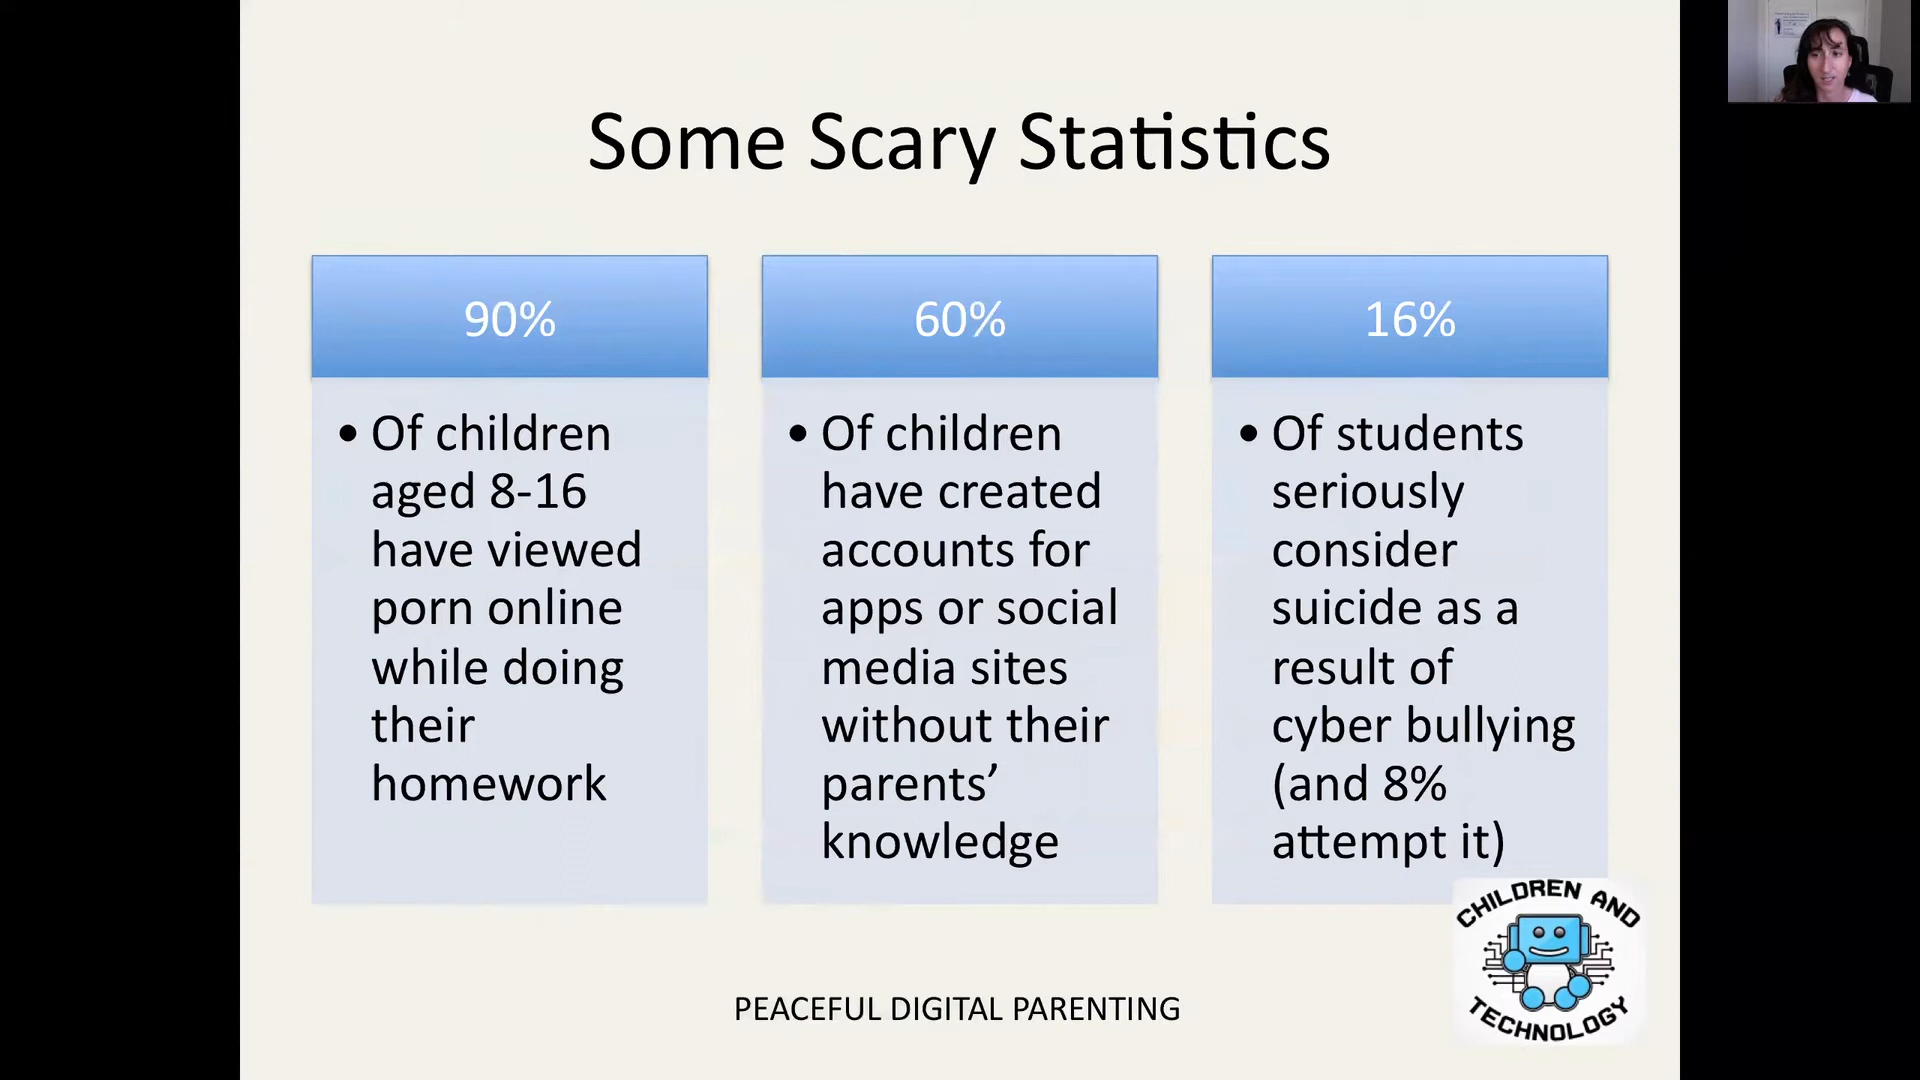 Some Scary Statistics
90%
• Of children
aged 8-16
have viewed
porn online
while doing
their
homework
60%
• Of children
have created
accounts for
apps or social
media sites
without their
parents’
knowledge
16%
• Of students
seriously
consider
suicide as a
result of
cyber bullying
(and 8%
attempt it)
CHILDREN AND
TECHNOLOGY
PEACEFUL DIGITAL PARENTING